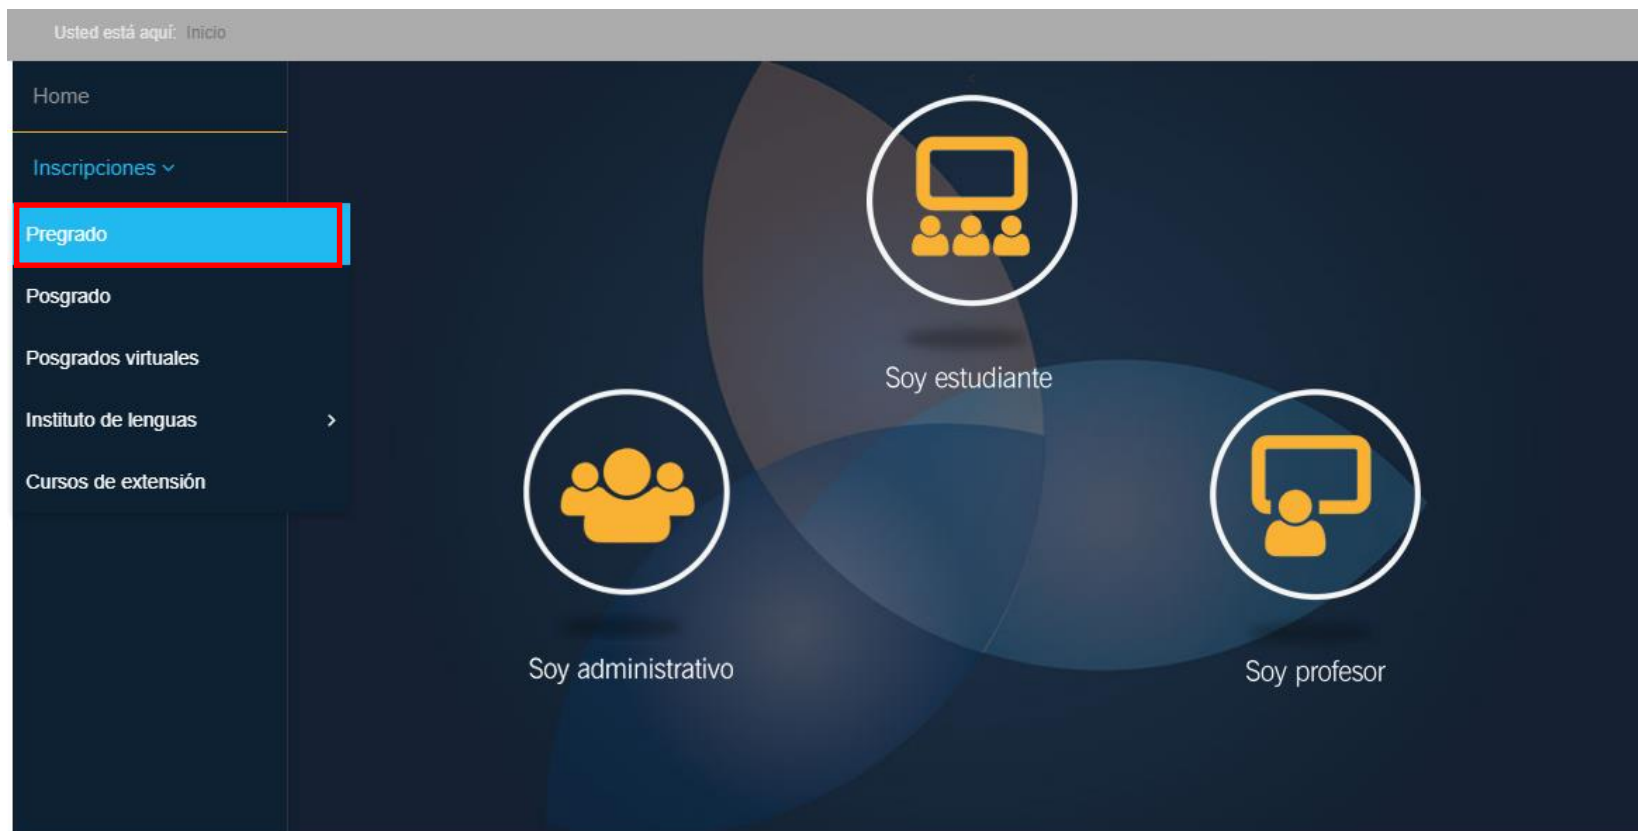 Usted está aquí: Inicio
Home
Inscripciones
Pregrado
Posgrado
Posgrados virtuales
Instituto de lenguas
Cursos de extensión
Soy estudiante
Soy administrativo
Soy profesor